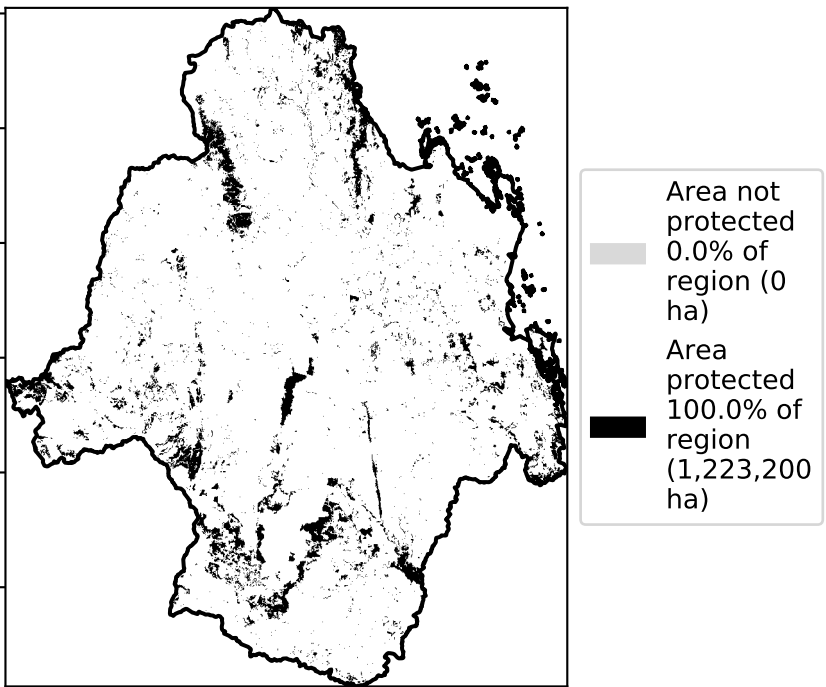 Area not
protected
0.0% of
region (0
ha)
Area
protected
100.0% of
region
(1,223,200
ha)